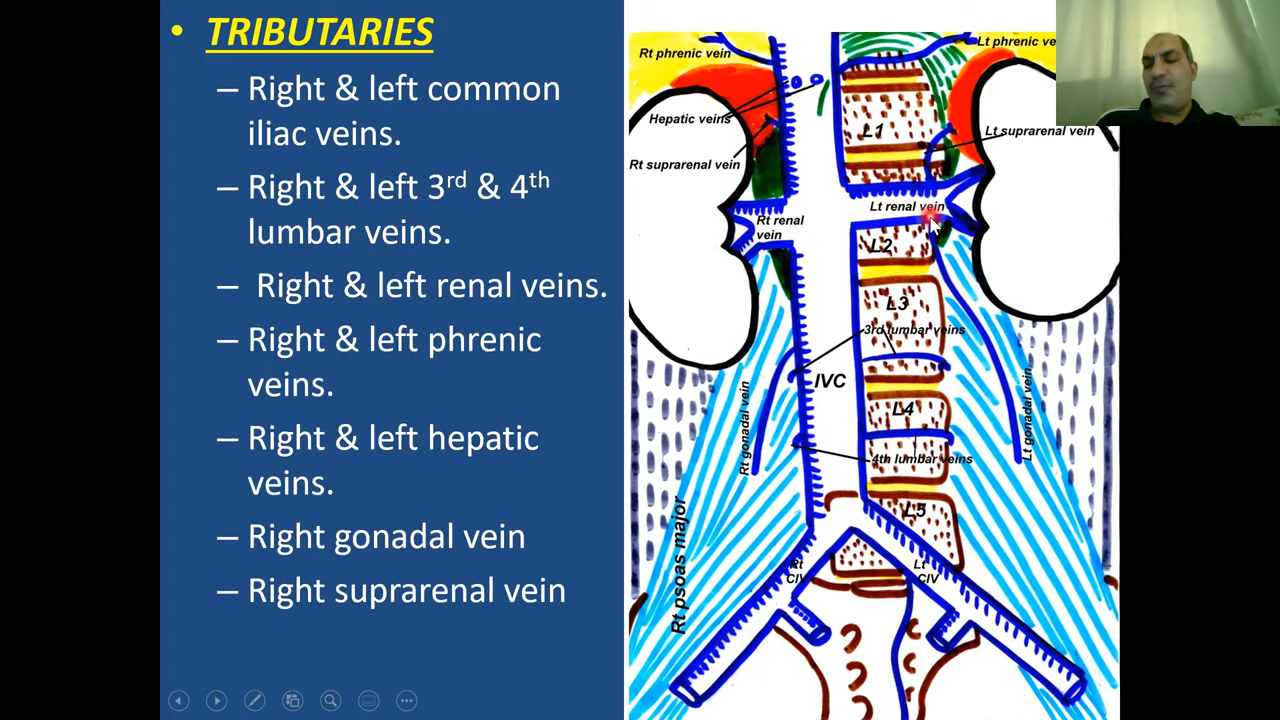 • TRIBUTARIES
– Right & left common
iliac veins.
– Right & left 3rd & 4th
lumbar veins.
– Right & left renal veins.
– Right & left phrenic
veins.
– Right & left hepatic
veins.
– Right gonadal vein
– Right suprarenal vein
Rt phrenic vein
Lt phrenic ve
Hepatic veins
L1
Lt suprarenal vein
Rt suprarenal vein
Lt renal vein
Rt renal
vein
L2
L3
3rd lumbar veins
IVC
L4
Rt gonadal vein
Lt gonadal vein
4th lumbar veins
L5
Rt psoas major
Rt
CIV
Lt
CIV